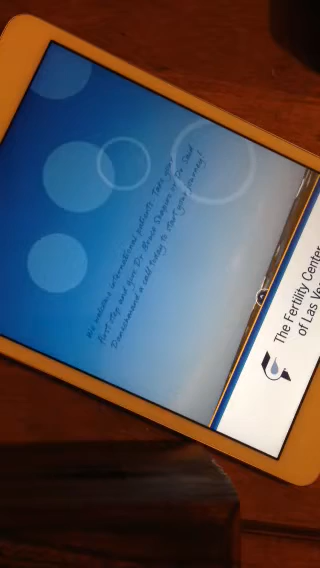 We welcome international patients. Take your
first step and give Dr. Bruce Shapiro or Dr. Said
Daneshmand a call today to start your journey!
The Fertility Center
of Las Ve